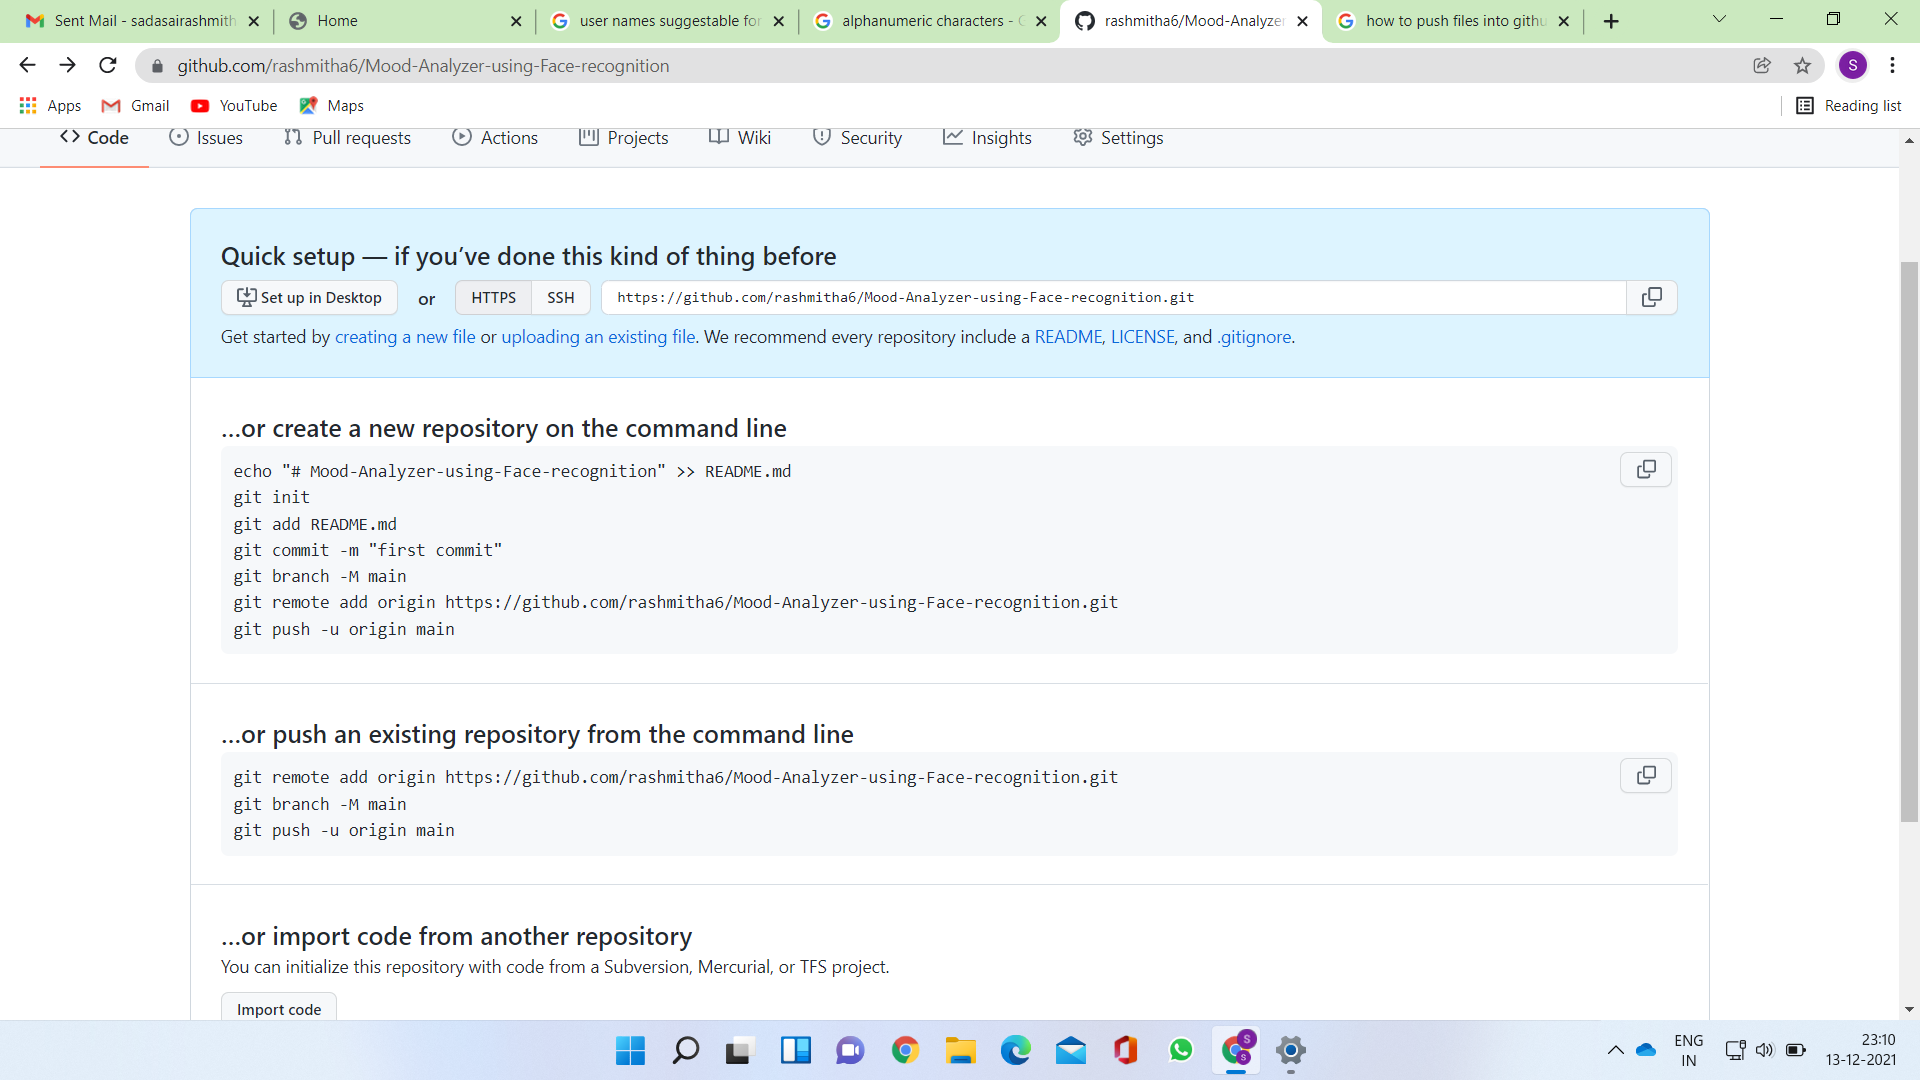 Sent Mail - sadasairashmith
Home
user names suggestable for
alphanumeric characters - G
rashmitha6/Mood-Analyzer
how to push files into githu
github.com/rashmitha6/Mood-Analyzer-using-Face-recognition
S
Apps
Gmail
YouTube
Maps
Reading list
Code
Issues
Pull requests
Actions
Projects
Wiki
Security
Insights
Settings
Quick setup — if you’ve done this kind of thing before
Set up in Desktop
or
HTTPS
SSH
https://github.com/rashmitha6/Mood-Analyzer-using-Face-recognition.git
Get started by creating a new file or uploading an existing file. We recommend every repository include a README, LICENSE, and .gitignore.
…or create a new repository on the command line
echo "# Mood-Analyzer-using-Face-recognition" >> README.md
git init
git add README.md
git commit -m "first commit"
git branch -M main
git remote add origin https://github.com/rashmitha6/Mood-Analyzer-using-Face-recognition.git
git push -u origin main
…or push an existing repository from the command line
git remote add origin https://github.com/rashmitha6/Mood-Analyzer-using-Face-recognition.git
git branch -M main
git push -u origin main
…or import code from another repository
You can initialize this repository with code from a Subversion, Mercurial, or TFS project.
Import code
S
S
ENG
IN
23:10
13-12-2021